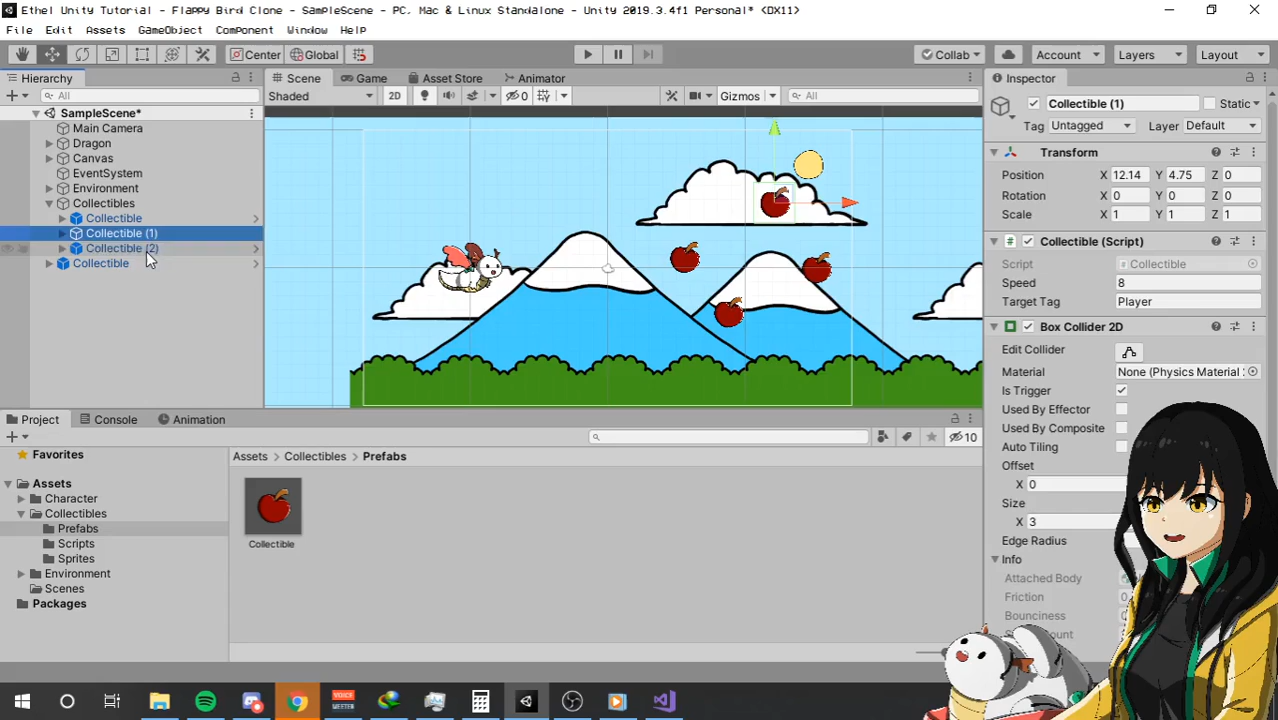 Ethel Unity Tutorial - Flappy Bird Clone - SampleScene - PC, Mac & Linux Standalone - Unity 2019.3.4f1 Personal* <DX11>
File Edit Assets GameObject Component Window Help
Center Global Collab Account Layers Layout
Hierarchy Scene Game Asset Store Animator Inspector
All Shaded 2D 0 Gizmos All Collectible (1) Static
SampleScene*
Tag Untagged Layer Default
Main Camera
Dragon
Canvas
EventSystem
Environment
Collectibles
Collectible
Collectible (1)
Collectible (2)
Collectible
Transform
Position X 12.14 Y 4.75 Z 0
Rotation X 0 Y 0 Z 0
Scale X 1 Y 1 Z 1
Collectible (Script)
Script Collectible
Speed 8
Target Tag Player
Box Collider 2D
Edit Collider
Material None (Physics Material
Is Trigger
Used By Effector
Used By Composite
Auto Tiling
Offset
X 0
Size
X 3
Edge Radius
Info
Attached Body
Friction 0
Bounciness 0
Project Console Animation
10
Favorites
Assets
Character
Collectibles
Prefabs
Scripts
Sprites
Environment
Scenes
Packages
Assets > Collectibles > Prefabs
Collectible
VOICE MEETER